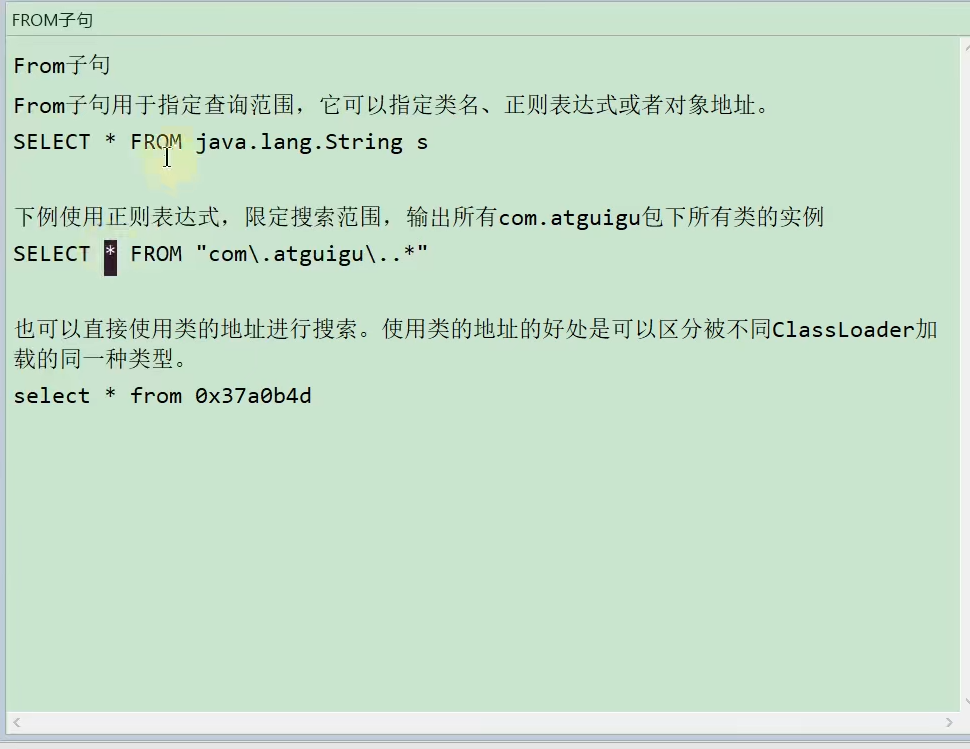 FROM子句
From子句
From子句用于指定查询范围，它可以指定类名、正则表达式或者对象地址。
SELECT * FROM java.lang.String s
下例使用正则表达式，限定搜索范围，输出所有com.atguigu包下所有类的实例
SELECT * FROM "com\.atguigu\..*"
也可以直接使用类的地址进行搜索。使用类的地址的好处是可以区分被不同ClassLoader加
载的同一种类型。
select * from 0x37a0b4d